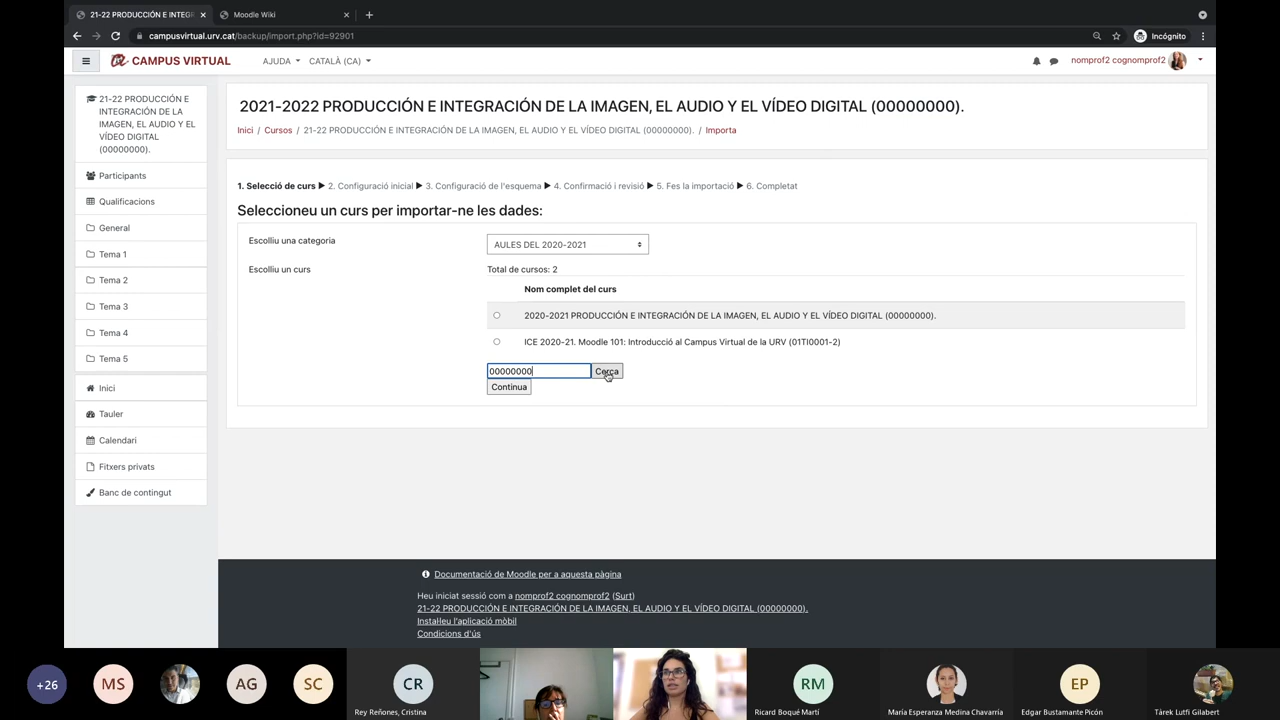 21-22 PRODUCCIÓN E INTEGR
Moodle Wiki
campusvirtual.urv.cat/backup/import.php?id=92901
Incógnito
CAMPUS VIRTUAL
AJUDA
CATALÀ (CA)
nomprof2 cognomprof2
21-22 PRODUCCIÓN E
INTEGRACIÓN DE LA
IMAGEN, EL AUDIO Y EL
VÍDEO DIGITAL
(00000000).
Participants
Qualificacions
General
Tema 1
Tema 2
Tema 3
Tema 4
Tema 5
Inici
Tauler
Calendari
Fitxers privats
Banc de contingut
2021-2022 PRODUCCIÓN E INTEGRACIÓN DE LA IMAGEN, EL AUDIO Y EL VÍDEO DIGITAL (00000000).
Inici / Cursos / 21-22 PRODUCCIÓN E INTEGRACIÓN DE LA IMAGEN, EL AUDIO Y EL VÍDEO DIGITAL (00000000). / Importa
1. Selecció de curs ► 2. Configuració inicial ► 3. Configuració de l'esquema ► 4. Confirmació i revisió ► 5. Fes la importació ► 6. Completat
Seleccioneu un curs per importar-ne les dades:
Escolliu una categoria
AULES DEL 2020-2021
Escolliu un curs
Total de cursos: 2
Nom complet del curs
2020-2021 PRODUCCIÓN E INTEGRACIÓN DE LA IMAGEN, EL AUDIO Y EL VÍDEO DIGITAL (00000000).
ICE 2020-21. Moodle 101: Introducció al Campus Virtual de la URV (01TI0001-2)
00000000
Cerca
Continua
Documentació de Moodle per a aquesta pàgina
Heu iniciat sessió com a nomprof2 cognomprof2 (Surt)
21-22 PRODUCCIÓN E INTEGRACIÓN DE LA IMAGEN, EL AUDIO Y EL VÍDEO DIGITAL (00000000).
Instal·leu l'aplicació mòbil
Condicions d'ús
+26
MS
AG
SC
CR
RM
EP
Rey Reñones, Cristina
Ricard Boqué Martí
María Esperanza Medina Chavarría
Edgar Bustamante Picón
Tárek Lutfi Gilabert